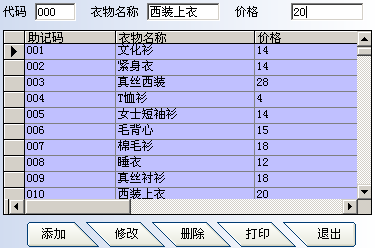 代码 000 衣物名称 西装上衣 价格 20
助记码 衣物名称 价格
001 文化衫 14
002 紧身衣 14
003 真丝西装 28
004 T恤衫 4
005 女士短袖衫 14
006 毛背心 15
007 棉毛衫 18
008 睡衣 12
009 真丝衬衫 18
010 西装上衣 20
添加 修改 删除 打印 退出